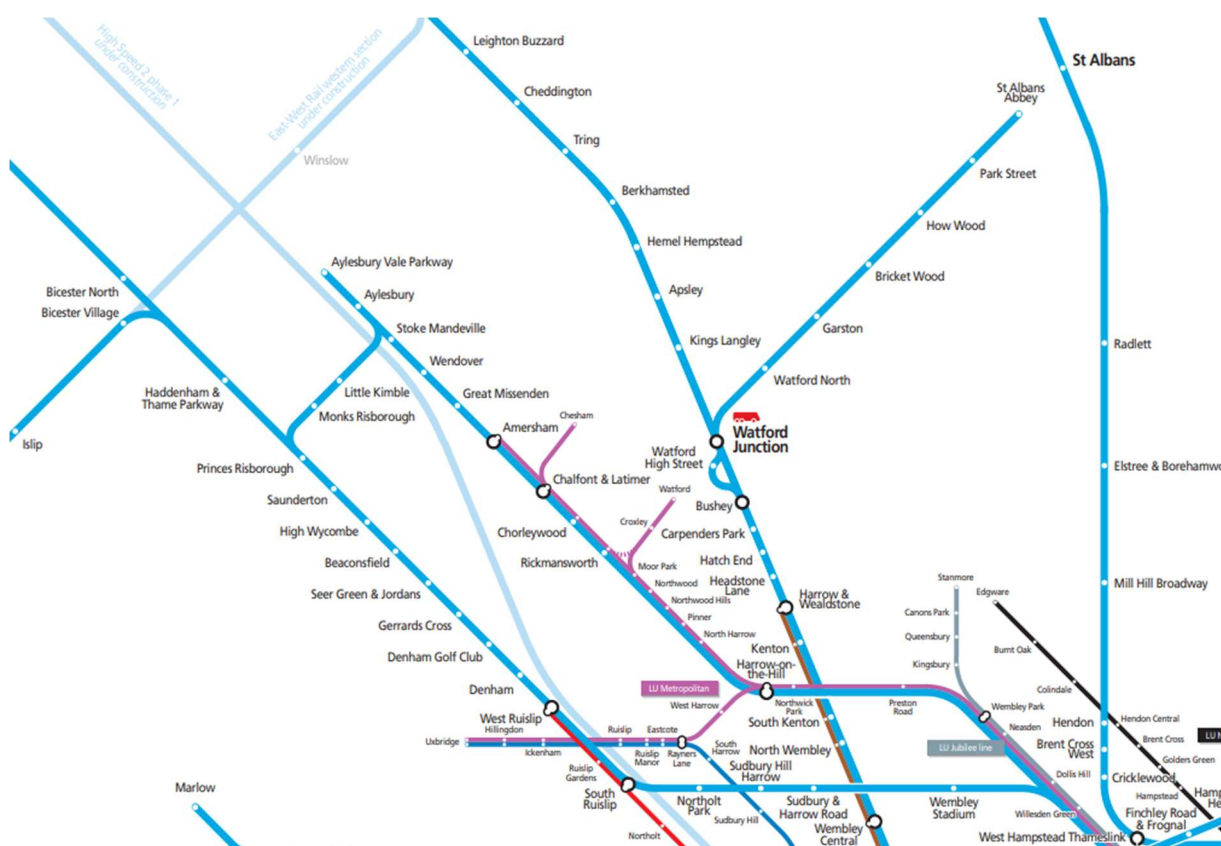 High Speed 2 phase 1
under construction
East-West Rail western section
under construction
Winslow
Leighton Buzzard
Cheddington
Tring
Berkhamsted
Hemel Hempstead
Apsley
Kings Langley
St Albans
St Albans
Abbey
Park Street
How Wood
Bricket Wood
Garston
Watford North
Watford
Junction
Watford
High Street
Bushey
Carpenders Park
Hatch End
Headstone
Lane
Harrow &
Wealdstone
Kenton
Harrow-on-
the-Hill
Northwick
Park
South Kenton
North Wembley
Wembley
Central
Radlett
Elstree & Borehamwo
Mill Hill Broadway
Hendon
Brent Cross
West
Cricklewood
West Hampstead Thameslink
Finchley Road
& Frognal
Hamp
He
Bicester North
Bicester Village
Islip
Haddenham &
Thame Parkway
Princes Risborough
Saunderton
High Wycombe
Beaconsfield
Seer Green & Jordans
Gerrards Cross
Denham Golf Club
Denham
West Ruislip
South
Ruislip
Northolt
Park
Sudbury Hill
Harrow
Sudbury &
Harrow Road
Wembley
Stadium
Aylesbury Vale Parkway
Aylesbury
Stoke Mandeville
Wendover
Great Missenden
Little Kimble
Monks Risborough
Amersham
Chesham
Chalfont & Latimer
Chorleywood
Rickmansworth
Watford
Croxley
Moor Park
Northwood
Northwood Hills
Pinner
North Harrow
LU Metropolitan
West Harrow
Uxbridge
Hillingdon
Ickenham
Ruislip
Ruislip
Manor
Eastcote
Rayners
Lane
South
Harrow
Sudbury Hill
Ruislip
Gardens
Northolt
Preston
Road
Wembley Park
Neasden
Dollis Hill
Willesden Green
LU Jubilee line
Stanmore
Canons Park
Queensbury
Kingsbury
Edgware
Burnt Oak
Colindale
Hendon Central
Brent Cross
Golders Green
Hampstead
LU N
Marlow